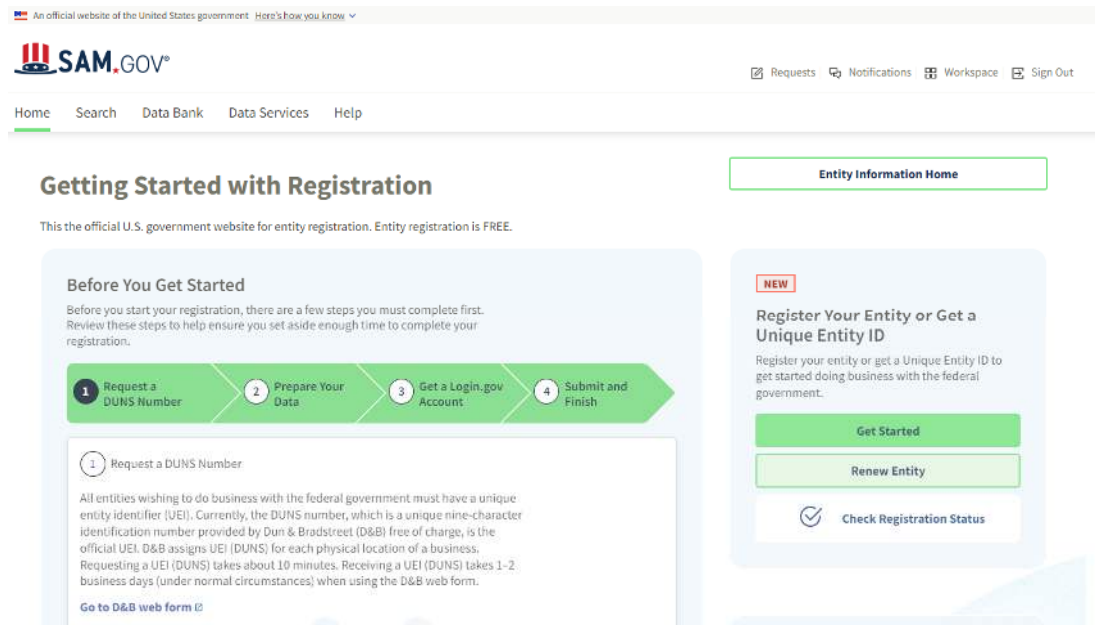 An official website of the United States government Here's how you know
SAM.GOV®
Requests Notifications Workspace Sign Out
Home Search Data Bank Data Services Help
Getting Started with Registration
This the official U.S. government website for entity registration. Entity registration is FREE.
Before You Get Started
Before you start your registration, there are a few steps you must complete first.
Review these steps to help ensure you set aside enough time to complete your
registration.
1 Request a
DUNS Number
2 Prepare Your
Data
3 Get a Login.gov
Account
4 Submit and
Finish
1 Request a DUNS Number
All entities wishing to do business with the federal government must have a unique
entity identifier (UEI). Currently, the DUNS number, which is a unique nine-character
identification number provided by Dun & Bradstreet (D&B) free of charge, is the
official UEI. D&B assigns UEI (DUNS) for each physical location of a business.
Requesting a UEI (DUNS) takes about 10 minutes. Receiving a UEI (DUNS) takes 1–2
business days (under normal circumstances) when using the D&B web form.
Go to D&B web form
Entity Information Home
NEW
Register Your Entity or Get a
Unique Entity ID
Register your entity or get a Unique Entity ID to
get started doing business with the federal
government.
Get Started
Renew Entity
Check Registration Status